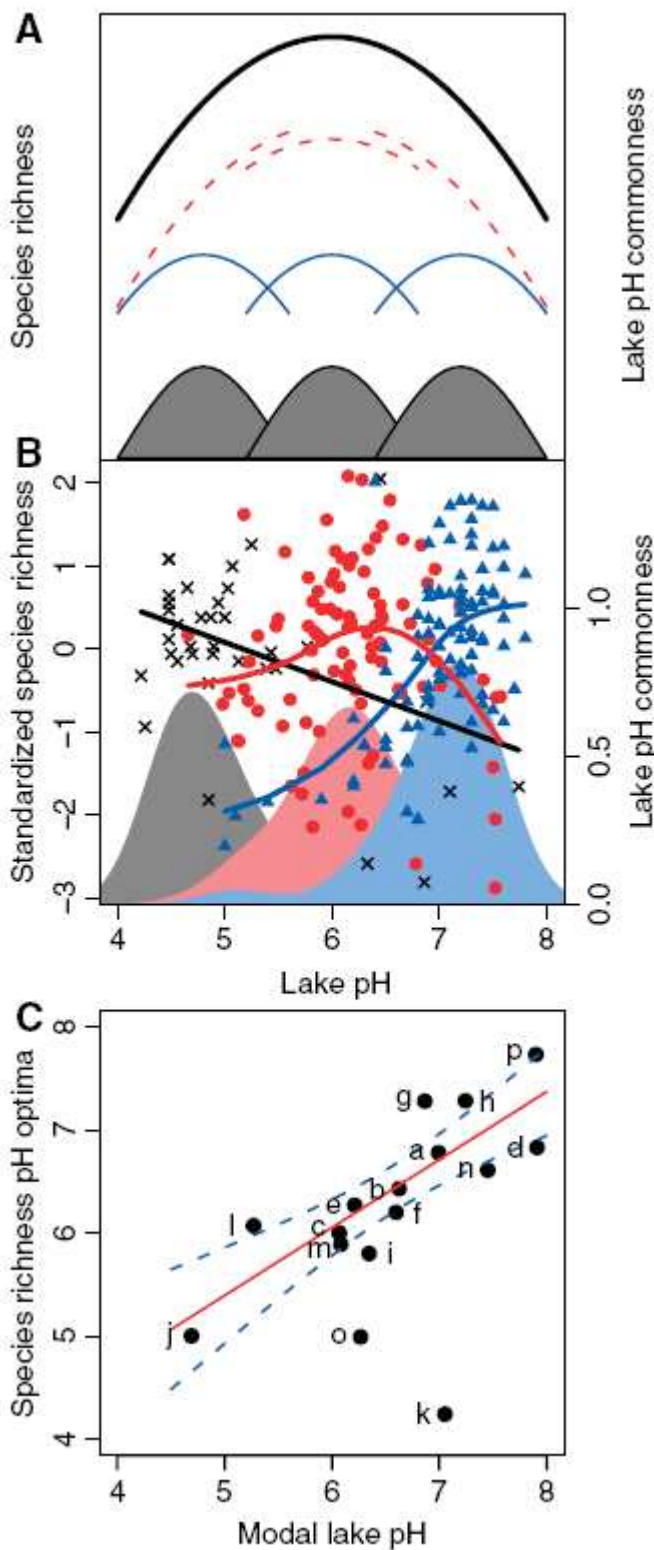 A
Species richness
Lake pH commonness
B
Standardized species richness
2
1
0
−1
−2
−3
1.0
0.5
0.0
Lake pH commonness
4 5 6 7 8
Lake pH
C
Species richness pH optima
8
7
6
5
4
p
g h
a d
b n
e
l c f
m i
j o
k
4 5 6 7 8
Modal lake pH